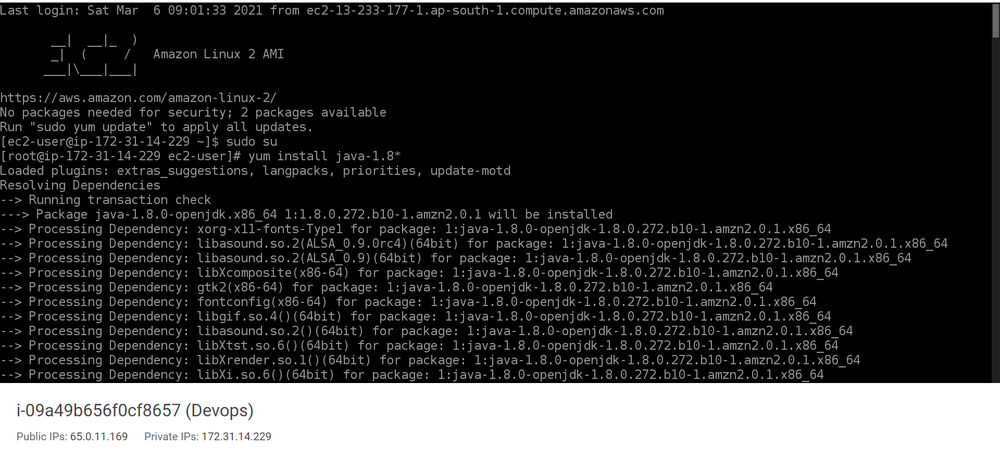 Last login: Sat Mar  6 09:01:33 2021 from ec2-13-233-177-1.ap-south-1.compute.amazonaws.com
       __|  __|_  )
       _|  (     /   Amazon Linux 2 AMI
      ___|\___|___|
https://aws.amazon.com/amazon-linux-2/
No packages needed for security; 2 packages available
Run "sudo yum update" to apply all updates.
[ec2-user@ip-172-31-14-229 ~]$ sudo su
[root@ip-172-31-14-229 ec2-user]# yum install java-1.8*
Loaded plugins: extras_suggestions, langpacks, priorities, update-motd
Resolving Dependencies
--> Running transaction check
---> Package java-1.8.0-openjdk.x86_64 1:1.8.0.272.b10-1.amzn2.0.1 will be installed
--> Processing Dependency: xorg-x11-fonts-Type1 for package: 1:java-1.8.0-openjdk-1.8.0.272.b10-1.amzn2.0.1.x86_64
--> Processing Dependency: libasound.so.2(ALSA_0.9.0rc4)(64bit) for package: 1:java-1.8.0-openjdk-1.8.0.272.b10-1.amzn2.0.1.x86_64
--> Processing Dependency: libasound.so.2(ALSA_0.9)(64bit) for package: 1:java-1.8.0-openjdk-1.8.0.272.b10-1.amzn2.0.1.x86_64
--> Processing Dependency: libXcomposite(x86-64) for package: 1:java-1.8.0-openjdk-1.8.0.272.b10-1.amzn2.0.1.x86_64
--> Processing Dependency: gtk2(x86-64) for package: 1:java-1.8.0-openjdk-1.8.0.272.b10-1.amzn2.0.1.x86_64
--> Processing Dependency: fontconfig(x86-64) for package: 1:java-1.8.0-openjdk-1.8.0.272.b10-1.amzn2.0.1.x86_64
--> Processing Dependency: libgif.so.4()(64bit) for package: 1:java-1.8.0-openjdk-1.8.0.272.b10-1.amzn2.0.1.x86_64
--> Processing Dependency: libasound.so.2()(64bit) for package: 1:java-1.8.0-openjdk-1.8.0.272.b10-1.amzn2.0.1.x86_64
--> Processing Dependency: libXtst.so.6()(64bit) for package: 1:java-1.8.0-openjdk-1.8.0.272.b10-1.amzn2.0.1.x86_64
--> Processing Dependency: libXrender.so.1()(64bit) for package: 1:java-1.8.0-openjdk-1.8.0.272.b10-1.amzn2.0.1.x86_64
--> Processing Dependency: libXi.so.6()(64bit) for package: 1:java-1.8.0-openjdk-1.8.0.272.b10-1.amzn2.0.1.x86_64
i-09a49b656f0cf8657 (Devops)
Public IPs: 65.0.11.169  Private IPs: 172.31.14.229